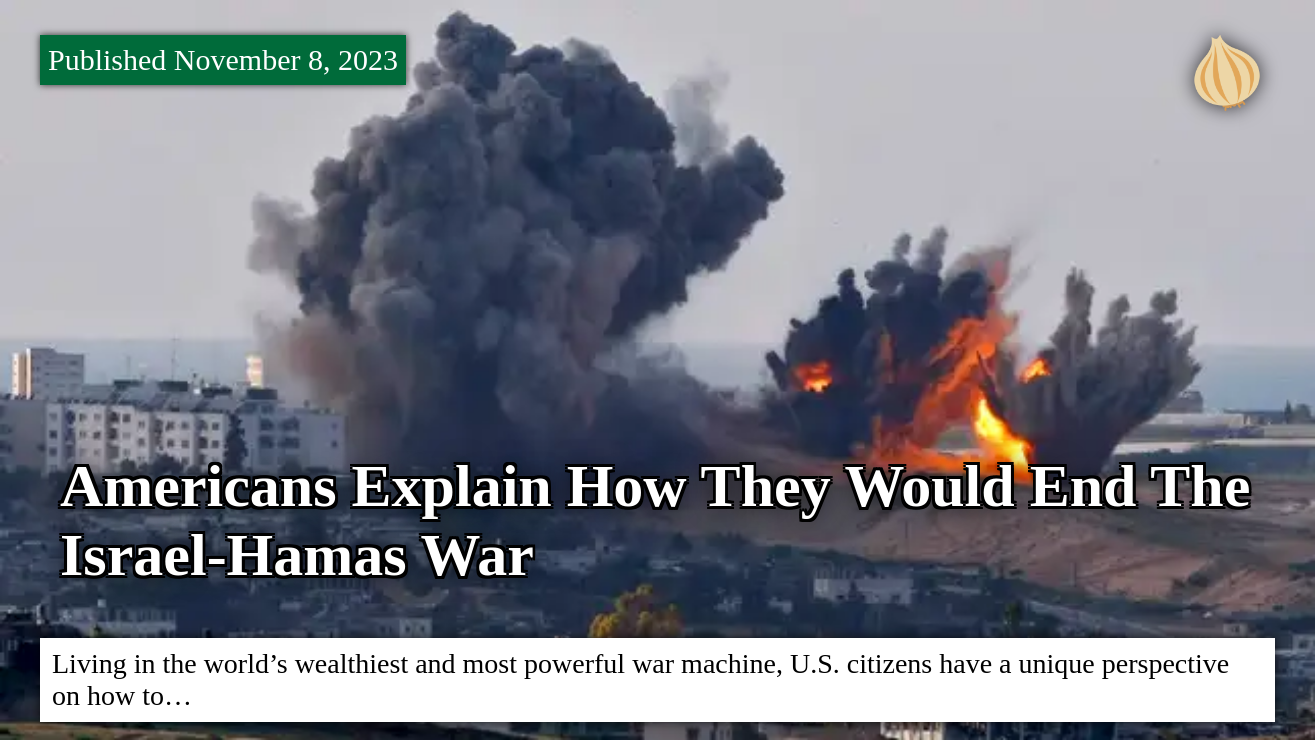 Published November 8, 2023
Americans Explain How They Would End The
Israel-Hamas War
Living in the world’s wealthiest and most powerful war machine, U.S. citizens have a unique perspective
on how to…